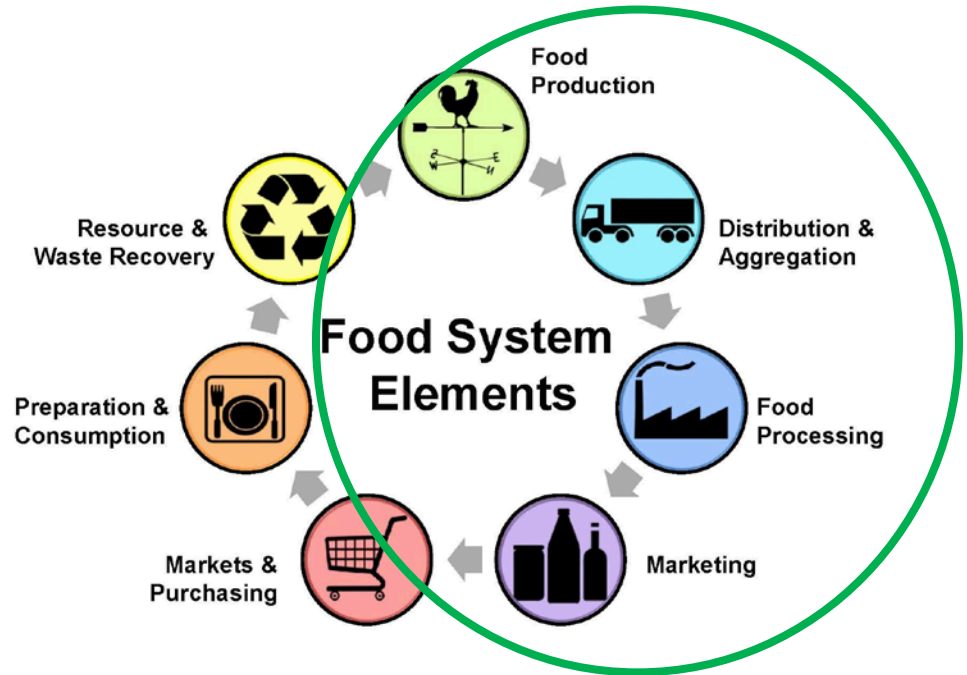 Food
Production
Distribution &
Aggregation
Food
Processing
Marketing
Markets &
Purchasing
Preparation &
Consumption
Resource &
Waste Recovery
Food System
Elements
S
E
W
N